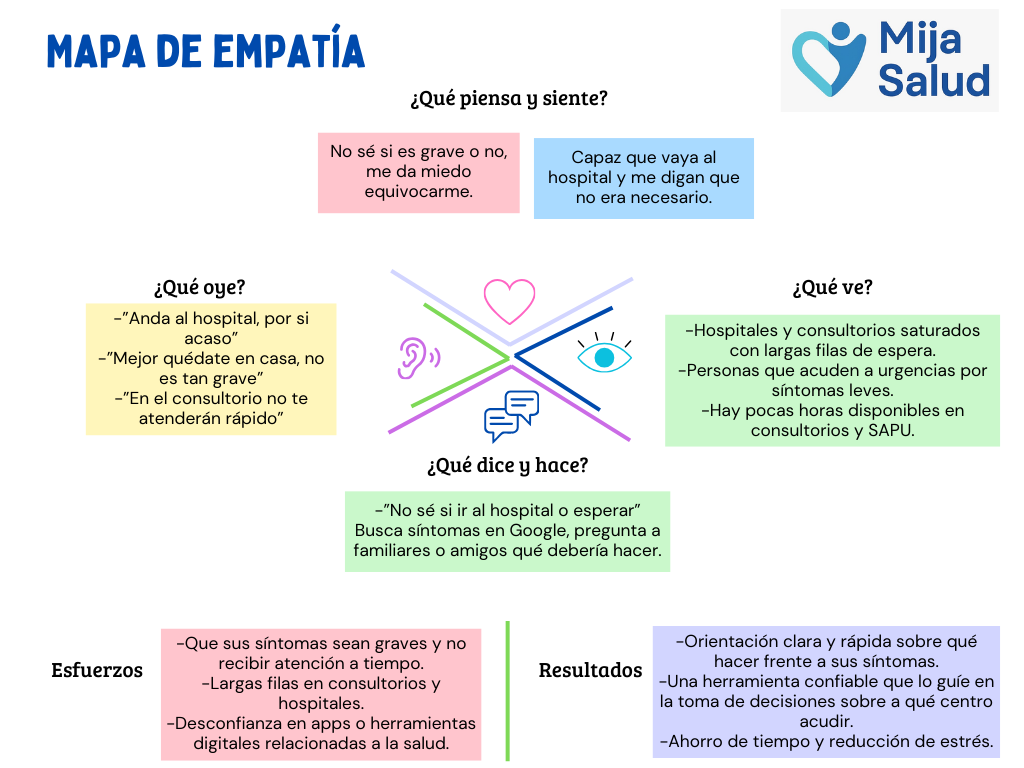 MAPA DE EMPATÍA
Mija
Salud
¿Qué piensa y siente?
No sé si es grave o no,
me da miedo
equivocarme.
Capaz que vaya al
hospital y me digan que
no era necesario.
¿Qué oye?
-"Anda al hospital, por si
acaso"
-"Mejor quédate en casa, no
es tan grave"
-"En el consultorio no te
atenderán rápido"
¿Qué ve?
-Hospitales y consultorios saturados
con largas filas de espera.
-Personas que acuden a urgencias por
síntomas leves.
-Hay pocas horas disponibles en
consultorios y SAPU.
¿Qué dice y hace?
-"No sé si ir al hospital o esperar"
Busca síntomas en Google, pregunta a
familiares o amigos qué debería hacer.
Esfuerzos
-Que sus síntomas sean graves y no
recibir atención a tiempo.
-Largas filas en consultorios y
hospitales.
-Desconfianza en apps o herramientas
digitales relacionadas a la salud.
Resultados
-Orientación clara y rápida sobre qué
hacer frente a sus síntomas.
-Una herramienta confiable que lo guíe en
la toma de decisiones sobre a qué centro
acudir.
-Ahorro de tiempo y reducción de estrés.